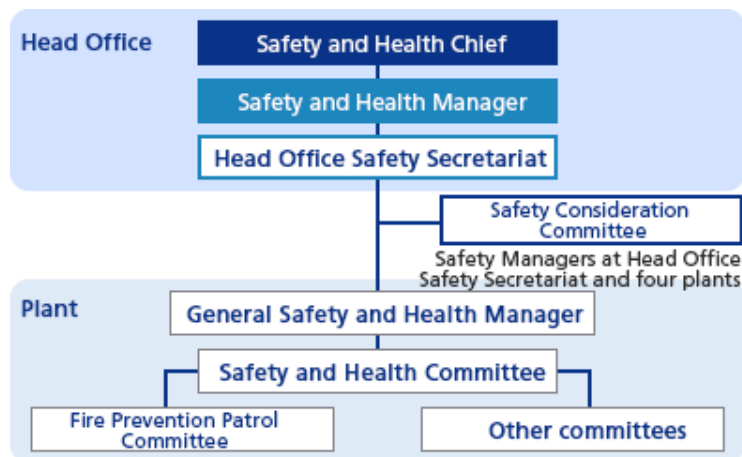 Head Office
Safety and Health Chief
Safety and Health Manager
Head Office Safety Secretariat
Safety Consideration
Committee
Safety Managers at Head Office
Safety Secretariat and four plants
Plant
General Safety and Health Manager
Safety and Health Committee
Fire Prevention Patrol
Committee
Other committees